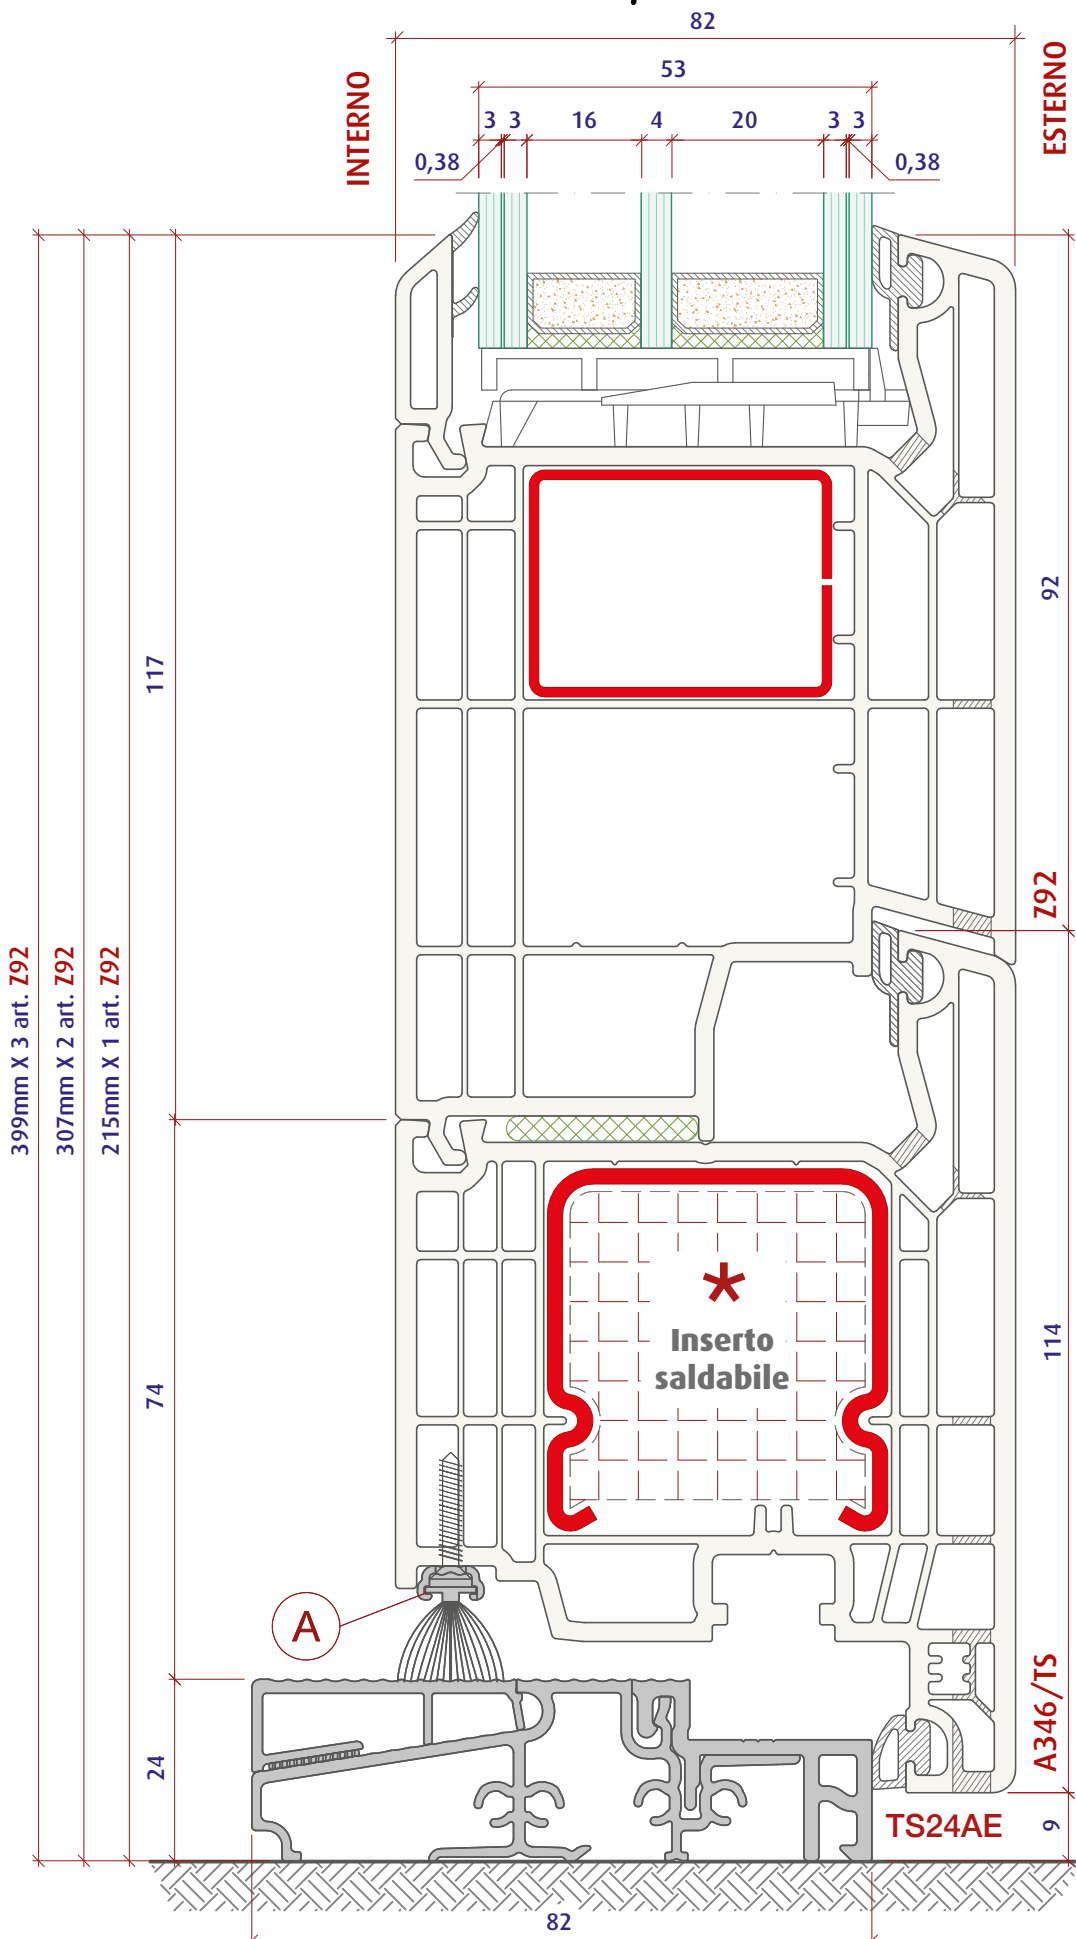 82
53
INTERNO
ESTERNO
3 3 16 4 20 3 3
0,38
0,38
117
92
Z92
399mm X 3 art. Z92
307mm X 2 art. Z92
215mm X 1 art. Z92
*
Inserto
saldabile
74
114
A
A346/TS
24
TS24AE
9
82